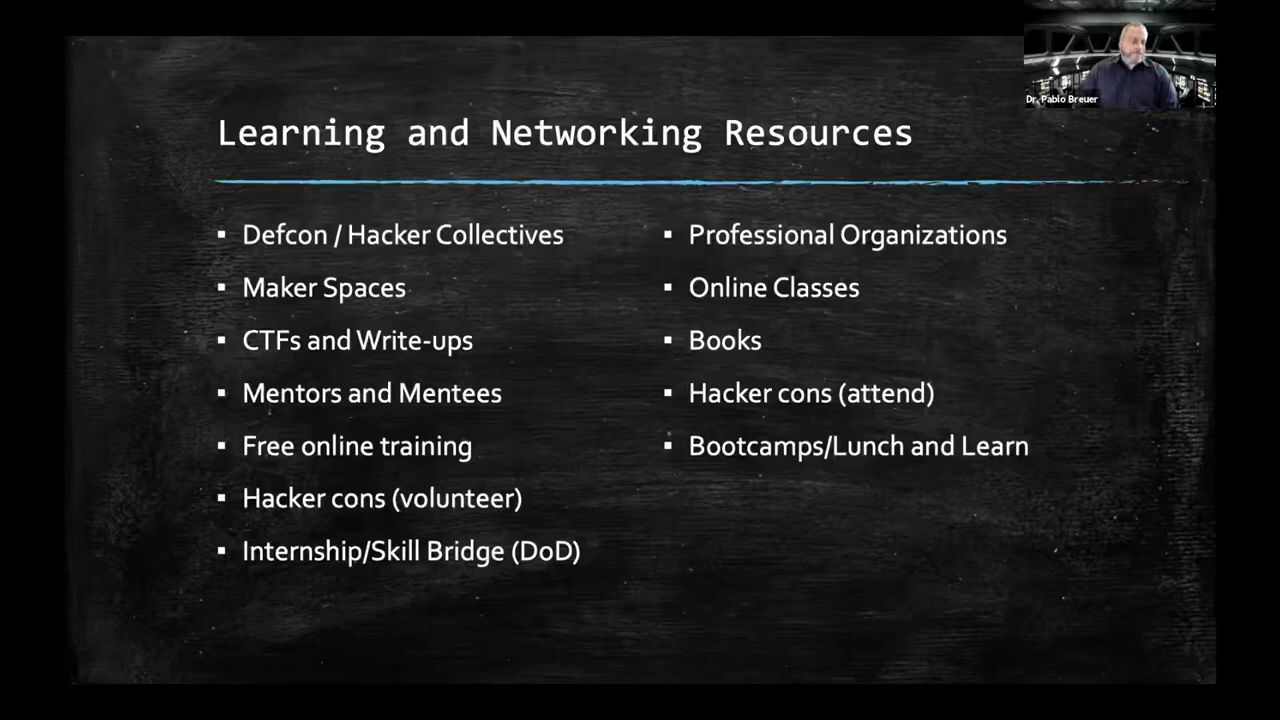 Dr. Pablo Breuer
Learning and Networking Resources
▪ Defcon / Hacker Collectives
▪ Maker Spaces
▪ CTFs and Write-ups
▪ Mentors and Mentees
▪ Free online training
▪ Hacker cons (volunteer)
▪ Internship/Skill Bridge (DoD)
▪ Professional Organizations
▪ Online Classes
▪ Books
▪ Hacker cons (attend)
▪ Bootcamps/Lunch and Learn